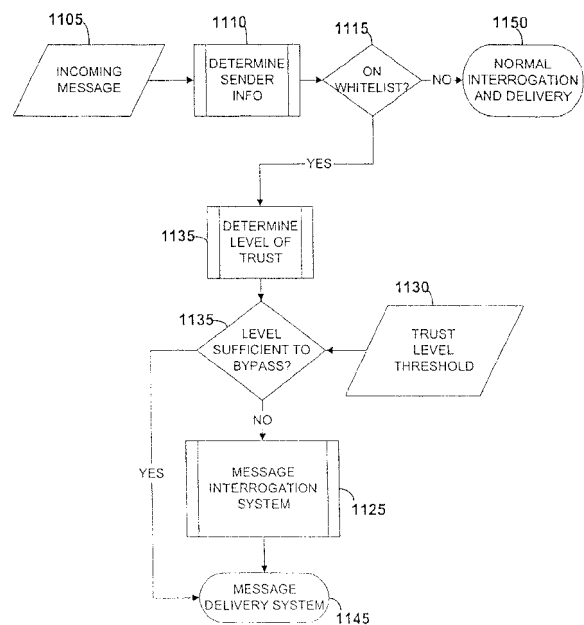 1105
1110
1115
1150
INCOMING
MESSAGE
DETERMINE
SENDER
INFO
ON
WHITELIST?
NO
NORMAL
INTERROGATION
AND DELIVERY
YES
1135
DETERMINE
LEVEL OF
TRUST
1135
LEVEL
SUFFICIENT TO
BYPASS?
1130
TRUST
LEVEL
THRESHOLD
NO
YES
MESSAGE
INTERROGATION
SYSTEM
1125
MESSAGE
DELIVERY SYSTEM
1145